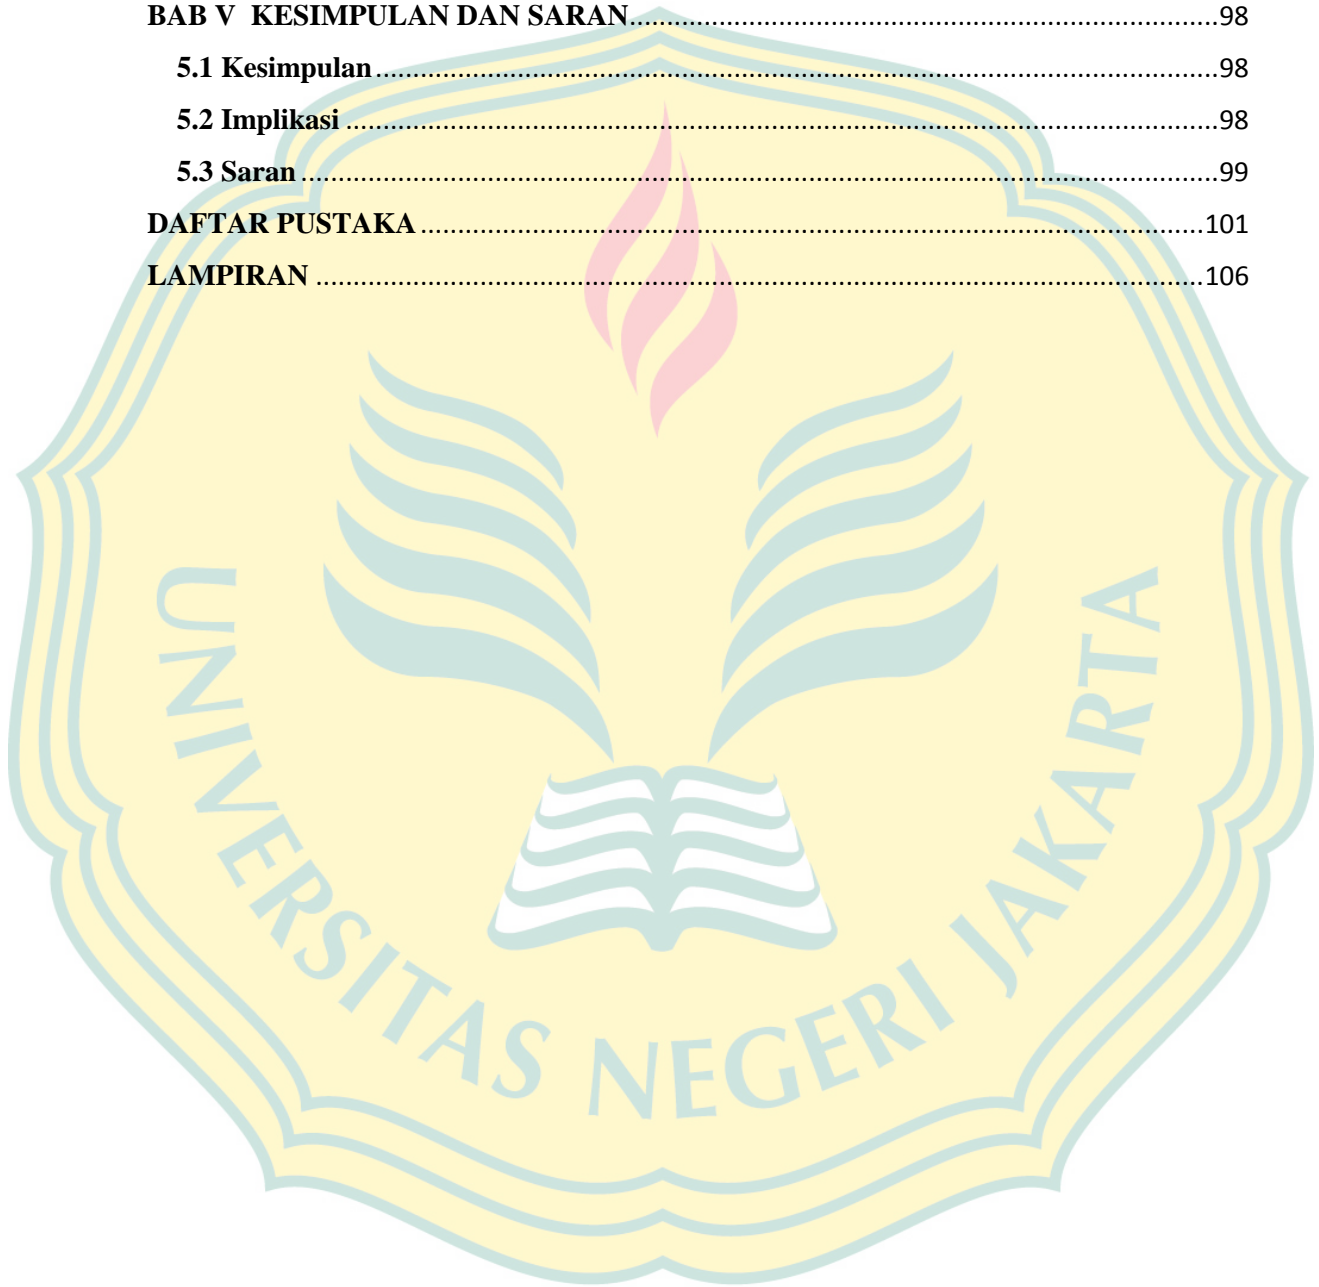 BAB V  KESIMPULAN DAN SARAN........................................................................98
5.1 Kesimpulan........................................................................98
5.2 Implikasi........................................................................98
5.3 Saran........................................................................99
DAFTAR PUSTAKA........................................................................101
LAMPIRAN........................................................................106
UNIVERSITAS NEGERI JAKARTA